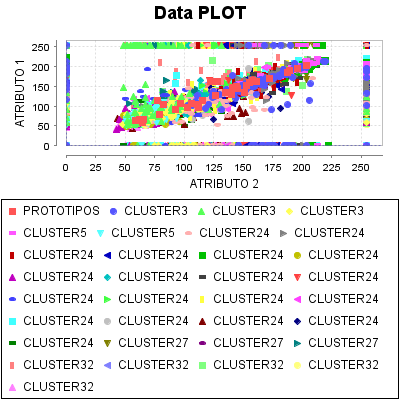 Data PLOT
ATRIBUTO 1
250
200
150
100
50
0
0 25 50 75 100 125 150 175 200 225 250
ATRIBUTO 2
PROTOTIPOS CLUSTER3 CLUSTER3 CLUSTER3
CLUSTER5 CLUSTER5 CLUSTER24 CLUSTER24
CLUSTER24 CLUSTER24 CLUSTER24 CLUSTER24
CLUSTER24 CLUSTER24 CLUSTER24 CLUSTER24
CLUSTER24 CLUSTER24 CLUSTER24 CLUSTER24
CLUSTER24 CLUSTER24 CLUSTER24 CLUSTER24
CLUSTER24 CLUSTER27 CLUSTER27 CLUSTER27
CLUSTER32 CLUSTER32 CLUSTER32 CLUSTER32
CLUSTER32